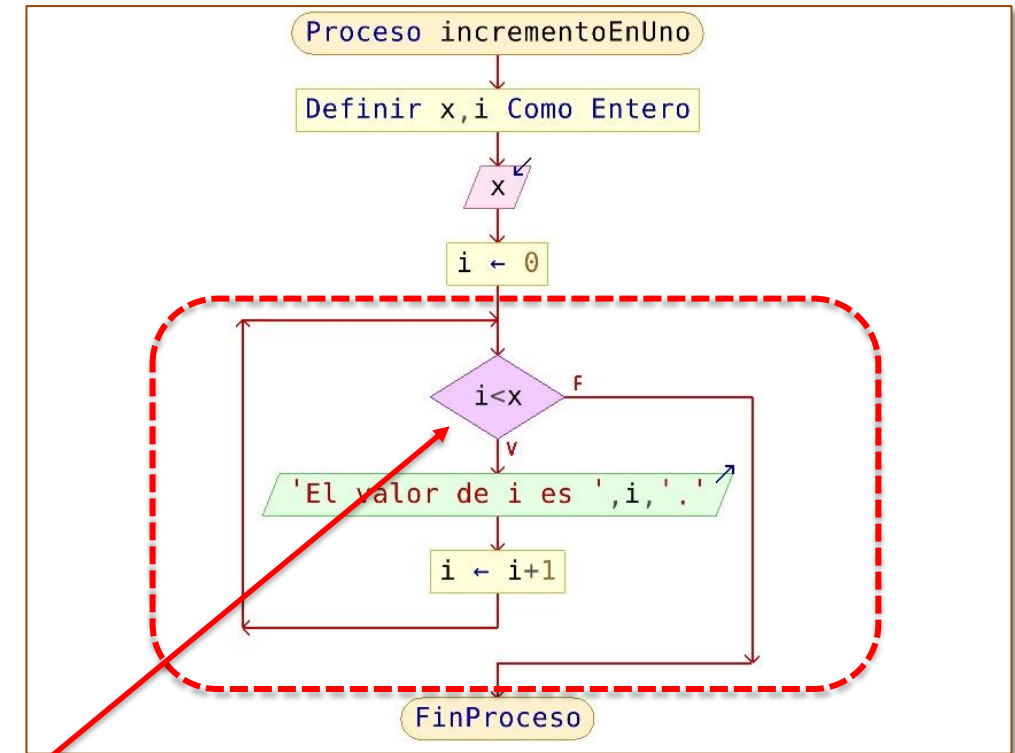 Proceso incrementoEnUno
Definir x,i Como Entero
x
i ← 0
i<x
F
V
'El valor de i es ',i,'.'
i ← i+1
FinProceso